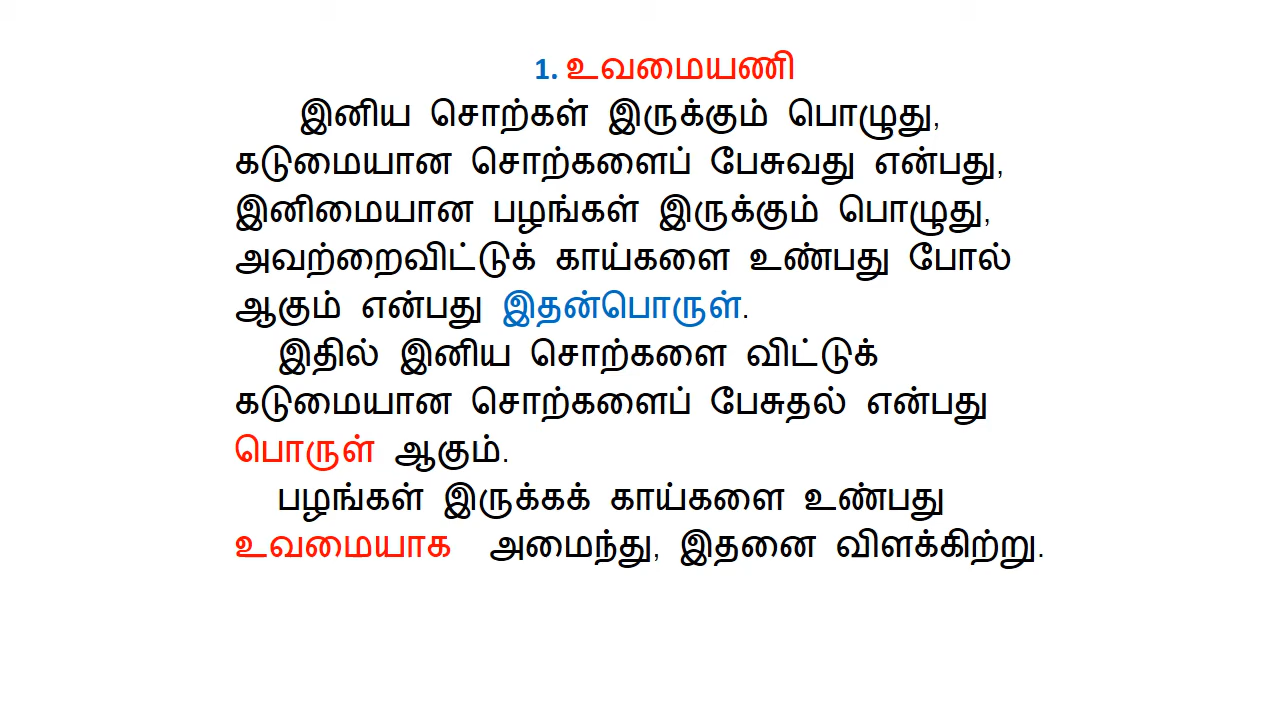 1. உவமையணி
இனிய சொற்கள் இருக்கும் பொழுது,
கடுமையான சொற்களைப் பேசுவது என்பது,
இனிமையான பழங்கள் இருக்கும் பொழுது,
அவற்றைவிட்டுக் காய்களை உண்பது போல்
ஆகும் என்பது இதன்பொருள்.
இதில் இனிய சொற்களை விட்டுக்
கடுமையான சொற்களைப் பேசுதல் என்பது
பொருள் ஆகும்.
பழங்கள் இருக்கக் காய்களை உண்பது
உவமையாக அமைந்து, இதனை விளக்கிற்று.